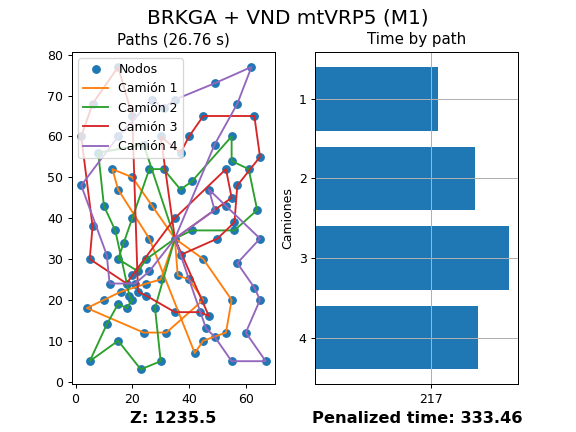 BRKGA + VND mtVRP5 (M1)
Paths (26.76 s)
80
70
60
50
40
30
20
10
0
0
20
40
60
Nodos
Camión 1
Camión 2
Camión 3
Camión 4
Z: 1235.5
Time by path
Camiones
1
2
3
4
217
Penalized time: 333.46